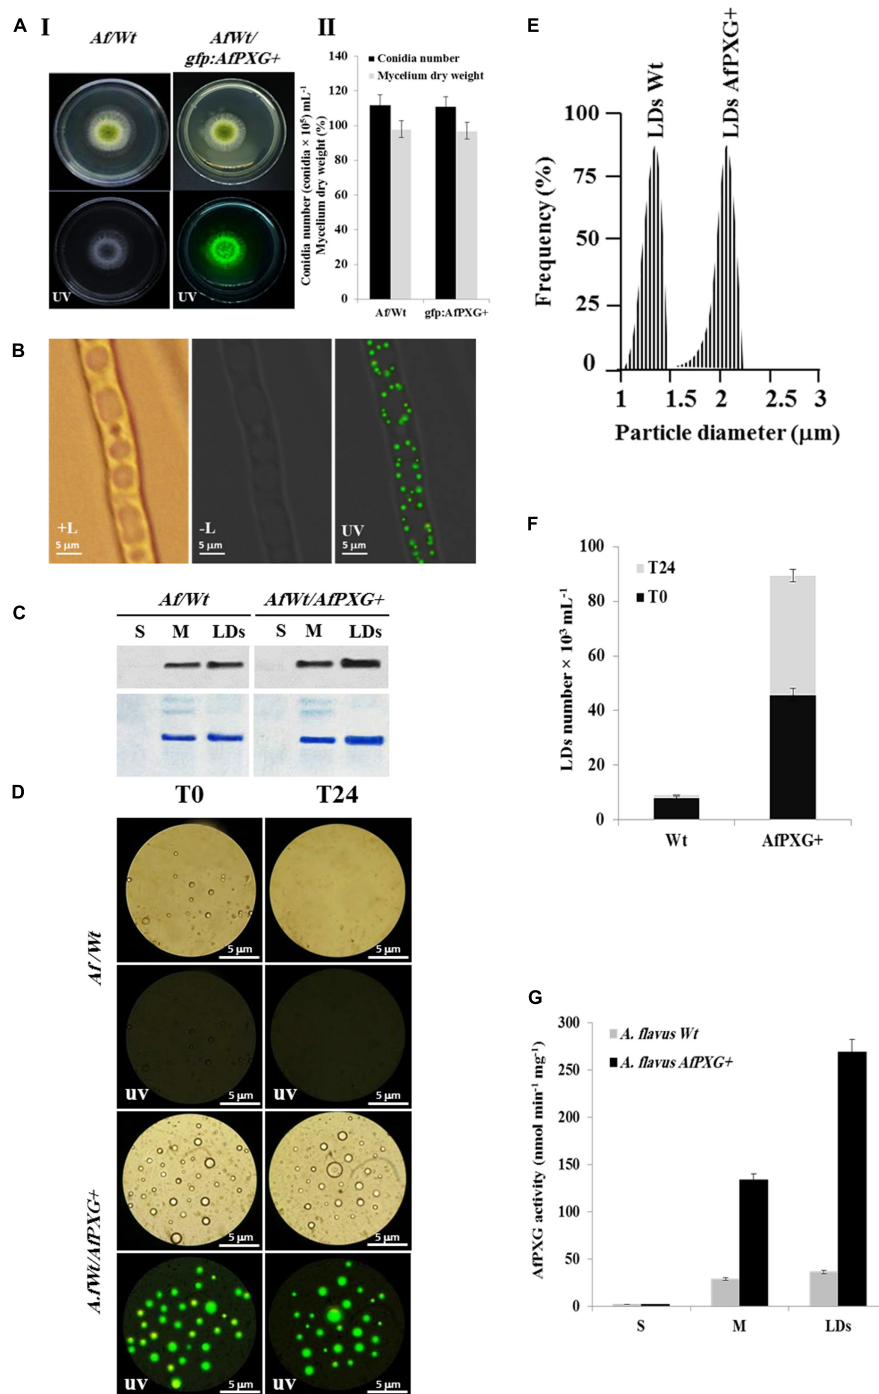 A
I
Af/Wt
AfWt/
gfp:AfPXG+
UV
UV
II
Conidia number (conidia × 10⁵) mL⁻¹
Mycelium dry weight (%)
140
120
100
80
60
40
20
0
Conidia number
Mycelium dry weight
Af/Wt
gfp:AfPXG+
B
+L
5 µm
-L
5 µm
UV
5 µm
C
Af/Wt
AfWt/AfPXG+
S M LDs
S M LDs
D
T0
T24
Af /Wt
5 µm
5 µm
uv
5 µm
uv
5 µm
A.fWt/AfPXG+
5 µm
5 µm
uv
5 µm
uv
5 µm
E
LDs Wt
LDs AfPXG+
Frequency (%)
100
75
50
25
0
1 1.5 2 2.5 3
Particle diameter (µm)
F
LDs number × 10³ mL⁻¹
100
80
60
40
20
0
T24
T0
Wt
AfPXG+
G
AfPXG activity (nmol min⁻¹ mg⁻¹)
300
250
200
150
100
50
0
A. flavus Wt
A. flavus AfPXG+
S
M
LDs